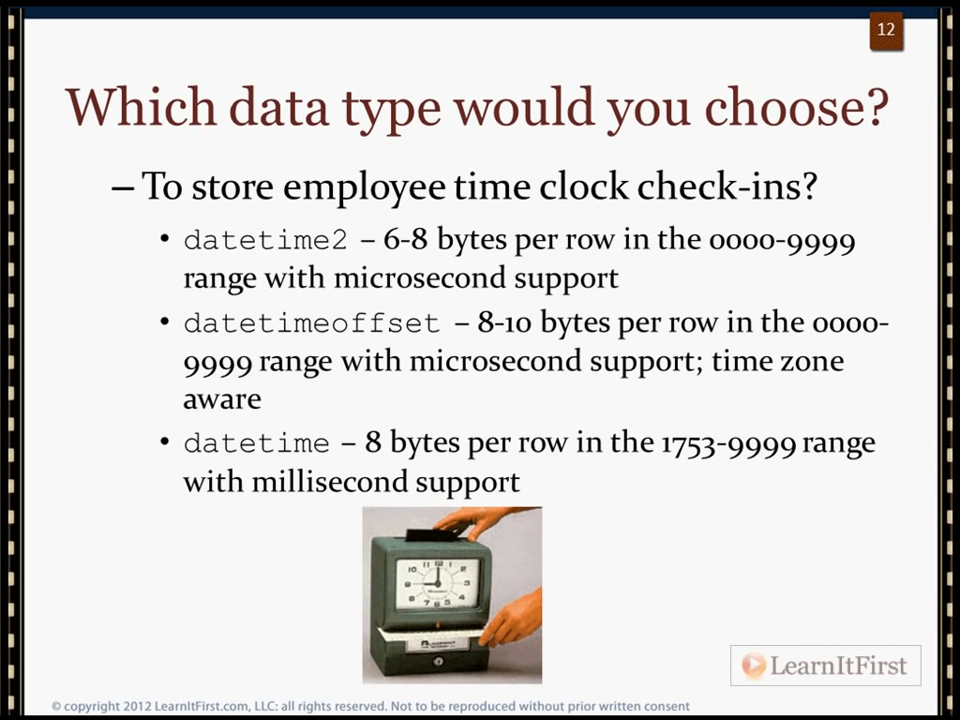 12
Which data type would you choose?
– To store employee time clock check-ins?
• datetime2 – 6-8 bytes per row in the 0000-9999
range with microsecond support
• datetimeoffset – 8-10 bytes per row in the 0000-
9999 range with microsecond support; time zone
aware
• datetime – 8 bytes per row in the 1753-9999 range
with millisecond support
LearnItFirst
© copyright 2012 LearnItFirst.com, LLC: all rights reserved. Not to be reproduced without prior written consent